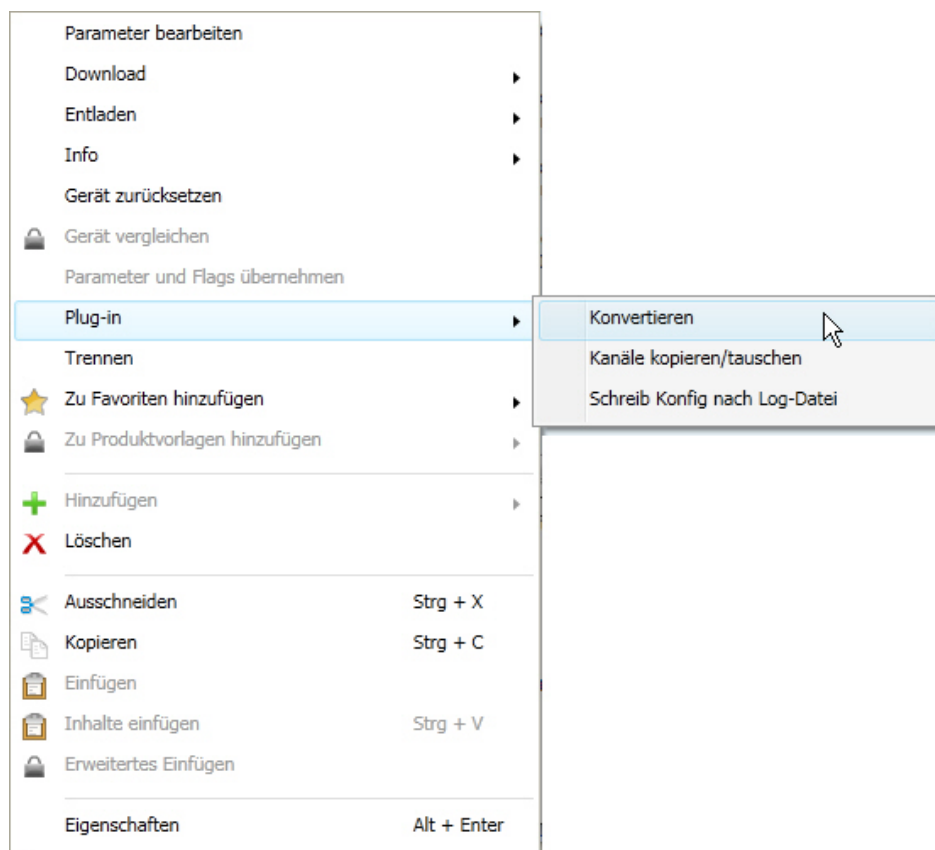 Parameter bearbeiten
Download
Entladen
Info
Gerät zurücksetzen
Gerät vergleichen
Parameter und Flags übernehmen
Plug-in
Konvertieren
Trennen
Kanäle kopieren/tauschen
Zu Favoriten hinzufügen
Schreib Konfig nach Log-Datei
Zu Produktvorlagen hinzufügen
Hinzufügen
Löschen
Ausschneiden Strg + X
Kopieren Strg + C
Einfügen
Inhalte einfügen Strg + V
Erweitertes Einfügen
Eigenschaften Alt + Enter